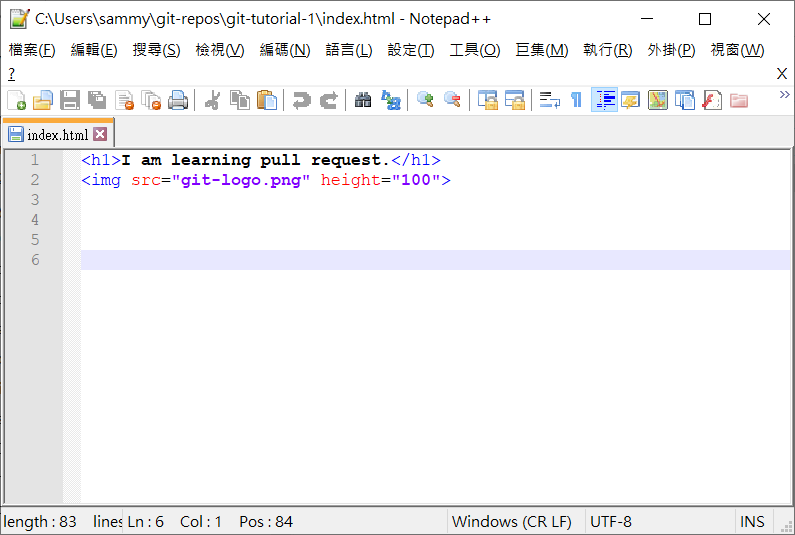 C:\Users\sammy\git-repos\git-tutorial-1\index.html - Notepad++
檔案(F) 編輯(E) 搜尋(S) 檢視(V) 編碼(N) 語言(L) 設定(T) 工具(O) 巨集(M) 執行(R) 外掛(P) 視窗(W)
? X
index.html
1 <h1>I am learning pull request.</h1>
2 <img src="git-logo.png" height="100">
3
4
5
6
length : 83 lines Ln : 6 Col : 1 Pos : 84 Windows (CR LF) UTF-8 INS